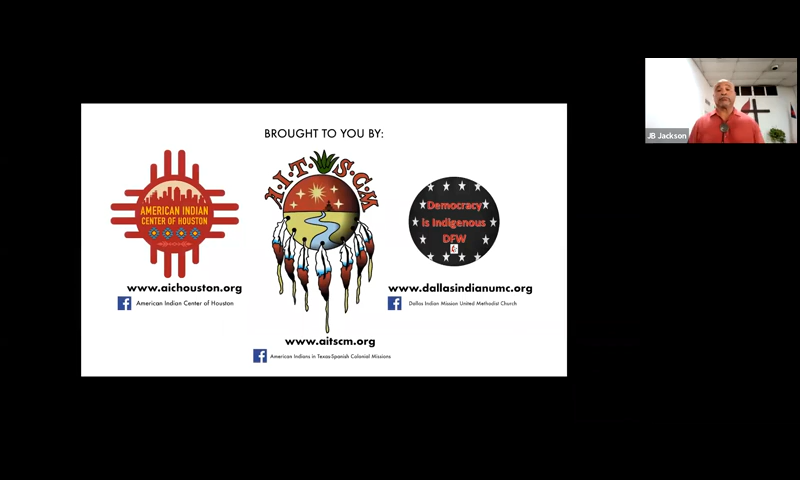 BROUGHT TO YOU BY:
AMERICAN INDIAN
CENTER OF HOUSTON
www.aichouston.org
American Indian Center of Houston
A.I.T. S.C.M
www.aitscm.org
American Indians in Texas-Spanish Colonial Missions
Democracy
is Indigenous
DFW
www.dallasindianumc.org
Dallas Indian Mission United Methodist Church
JB Jackson